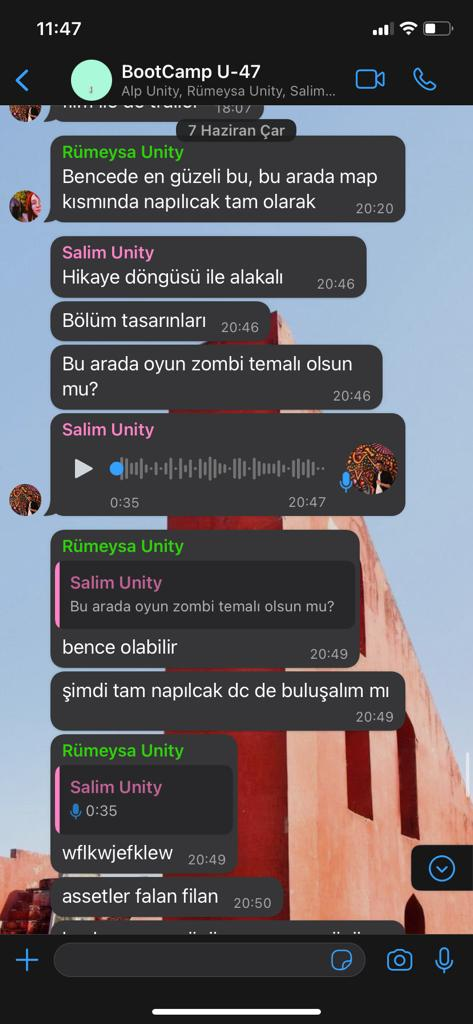 11:47
BootCamp U-47
Alp Unity, Rümeysa Unity, Salim...
18:07
7 Haziran Çar
Rümeysa Unity
Bencede en güzeli bu, bu arada map
kısmında napılıcak tam olarak
20:20
Salim Unity
Hikaye döngüsü ile alakalı
20:46
Bölüm tasarınları
20:46
Bu arada oyun zombi temalı olsun
mu?
20:46
Salim Unity
0:35
20:47
Rümeysa Unity
Salim Unity
Bu arada oyun zombi temalı olsun mu?
bence olabilir
20:49
şimdi tam napılcak dc de buluşalım mı
20:49
Rümeysa Unity
Salim Unity
0:35
wflkwjefklew
20:49
assetler falan filan
20:50